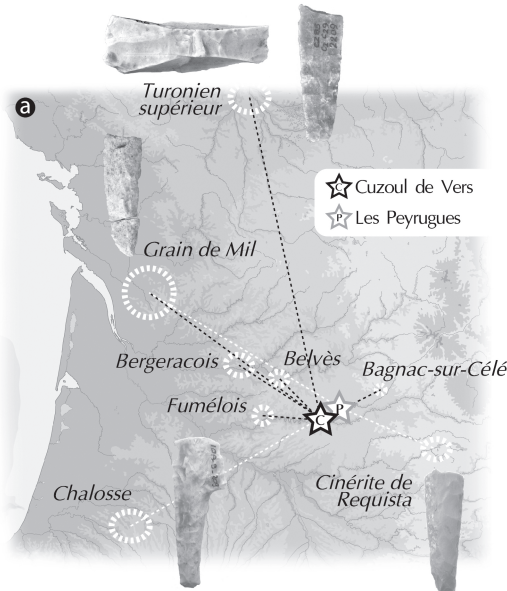 a
Turonien
supérieur
C Cuzoul de Vers
P Les Peyrugues
Grain de Mil
Bergeracois
Belvès
Bagnac-sur-Célé
Fumélois
P
C
Cinérite de
Requista
Chalosse